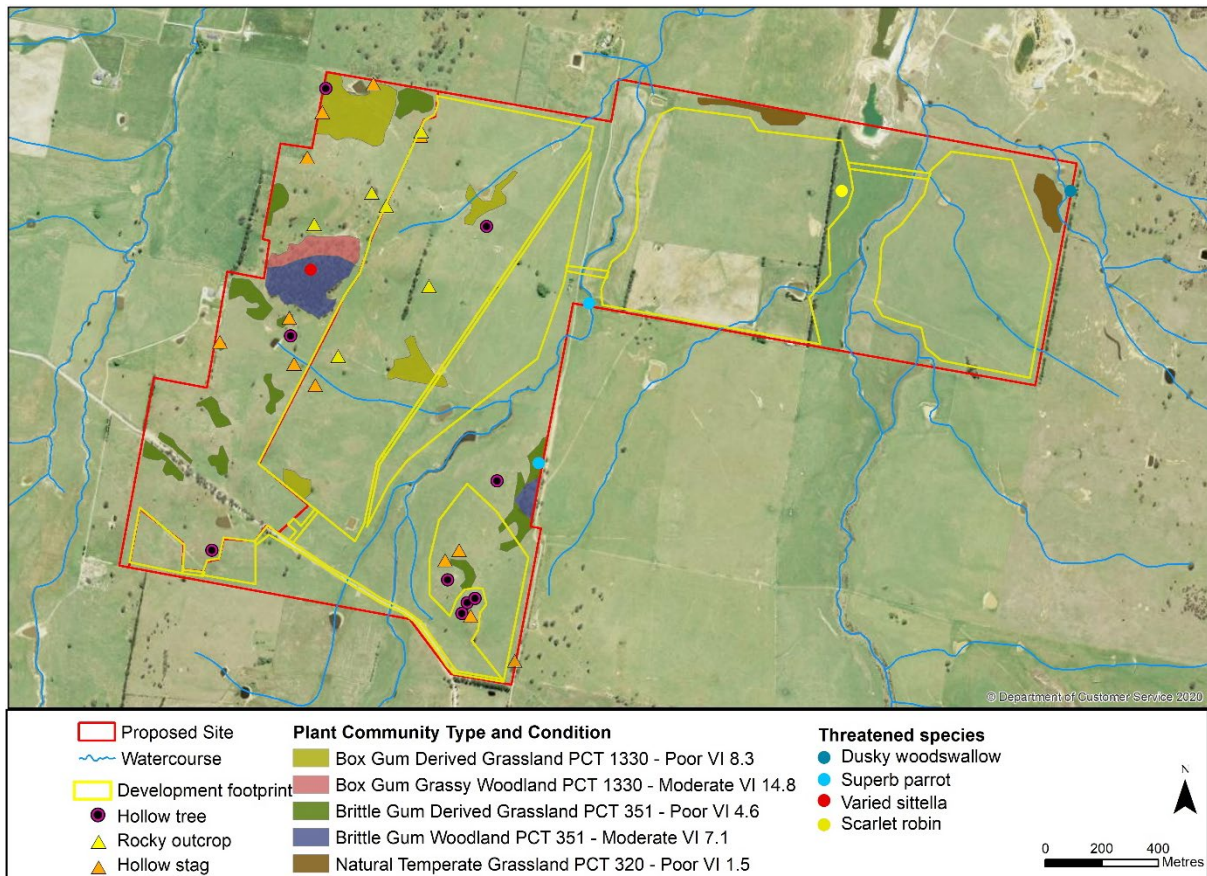 © Department of Customer Service 2020
Proposed Site
Watercourse
Development footprint
Hollow tree
Rocky outcrop
Hollow stag
Plant Community Type and Condition
Box Gum Derived Grassland PCT 1330 - Poor VI 8.3
Box Gum Grassy Woodland PCT 1330 - Moderate VI 14.8
Brittle Gum Derived Grassland PCT 351 - Poor VI 4.6
Brittle Gum Woodland PCT 351 - Moderate VI 7.1
Natural Temperate Grassland PCT 320 - Poor VI 1.5
Threatened species
Dusky woodswallow
Superb parrot
Varied sittella
Scarlet robin
N
0 200 400
Metres